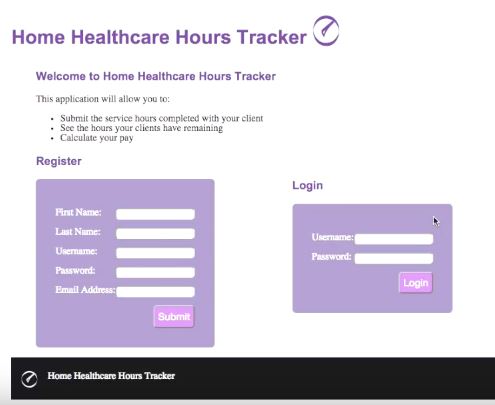 Home Healthcare Hours Tracker
Welcome to Home Healthcare Hours Tracker
This application will allow you to:
• Submit the service hours completed with your client
• See the hours your clients have remaining
• Calculate your pay
Register
First Name:
Last Name:
Username:
Password:
Email Address:
Submit
Login
Username:
Password:
Login
Home Healthcare Hours Tracker